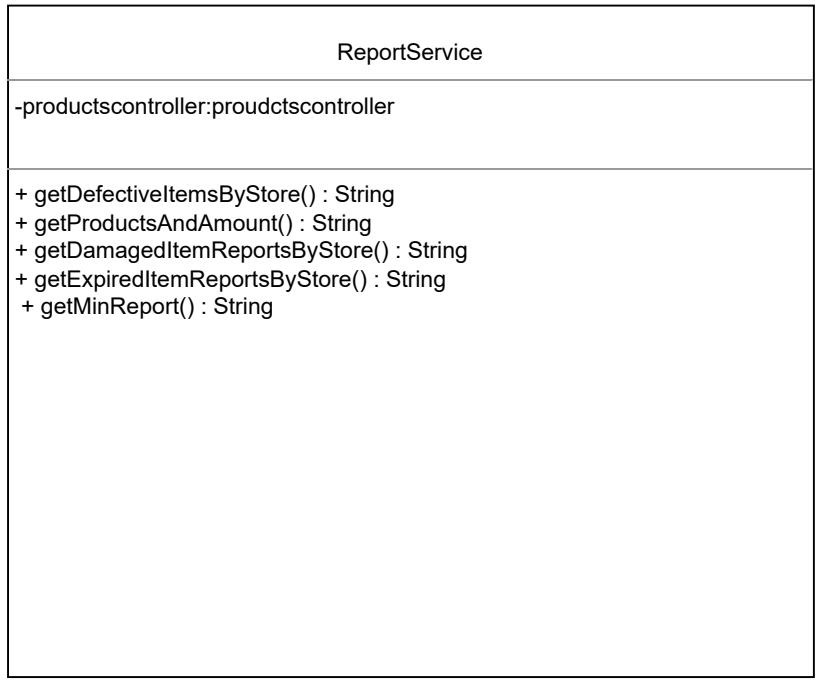 ReportService
-productscontroller:proudctscontroller
+ getDefectiveItemsByStore() : String
+ getProductsAndAmount() : String
+ getDamagedItemReportsByStore() : String
+ getExpiredItemReportsByStore() : String
+ getMinReport() : String